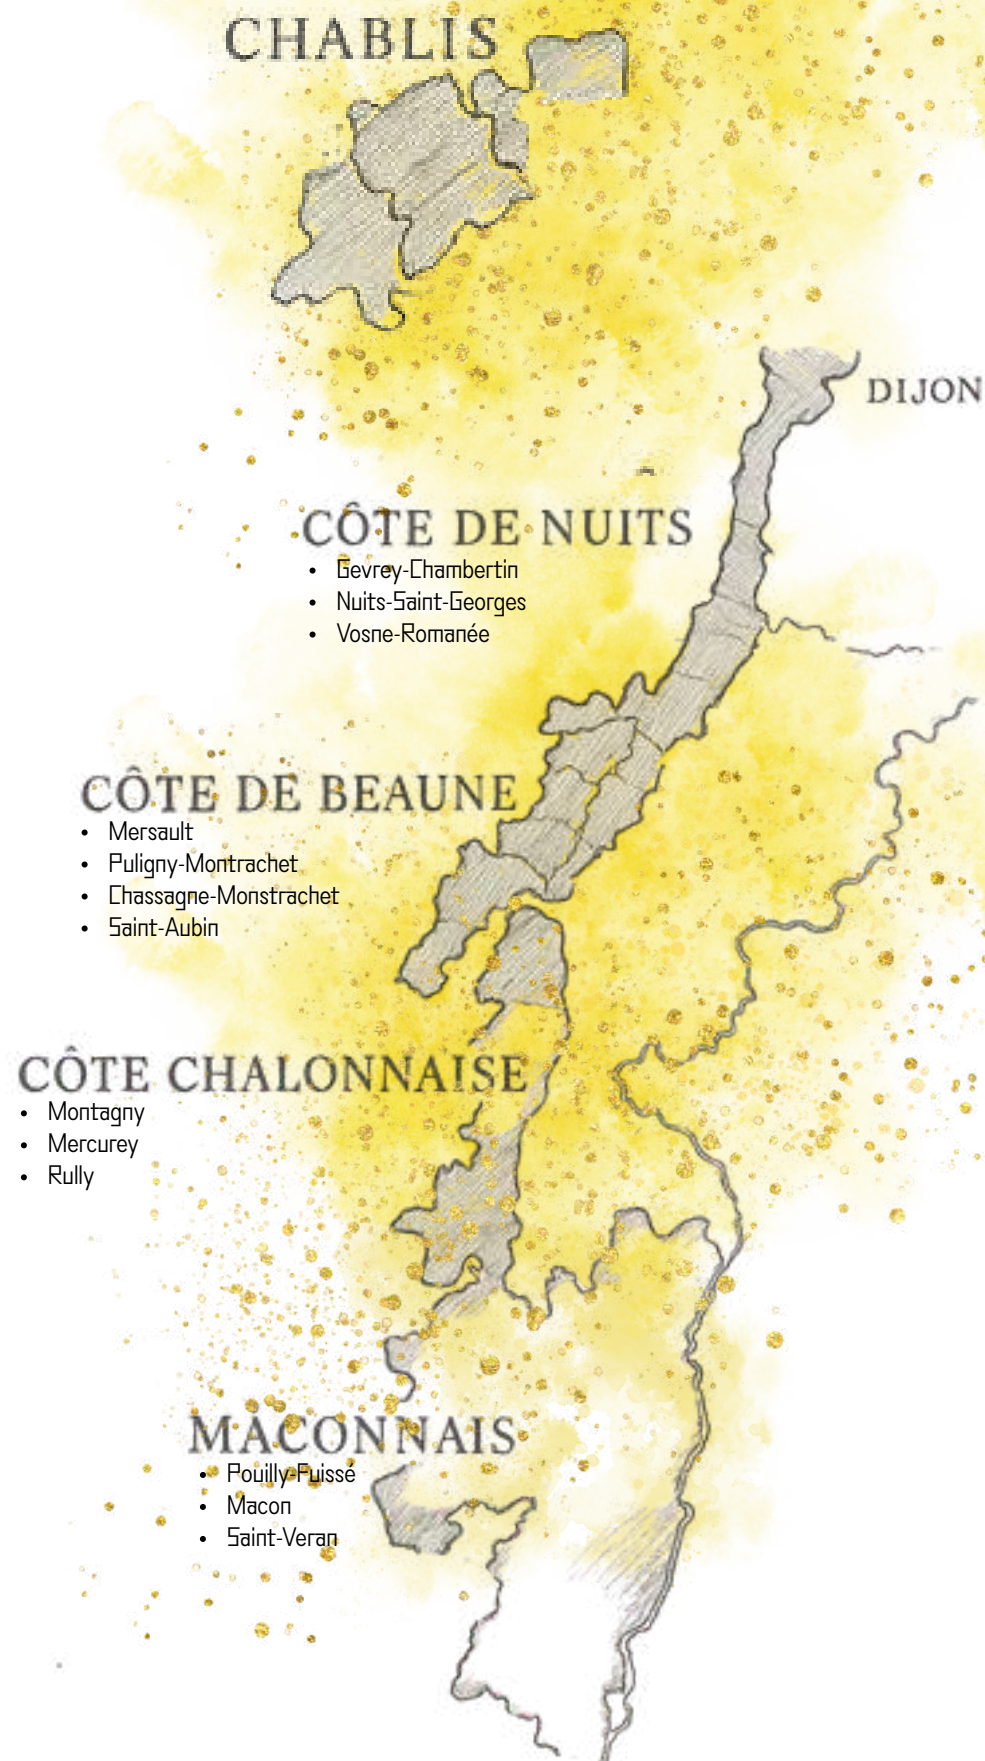 CHABLIS
DIJON
CÔTE DE NUITS
• Gevrey-Chambertin
• Nuits-Saint-Georges
• Vosne-Romanée
CÔTE DE BEAUNE
• Mersault
• Puligny-Montrachet
• Chassagne-Monstrachet
• Saint-Aubin
CÔTE CHALONNAISE
• Montagny
• Mercurey
• Rully
MÂCONNAIS
• Pouilly-Fuissé
• Macon
• Saint-Veran